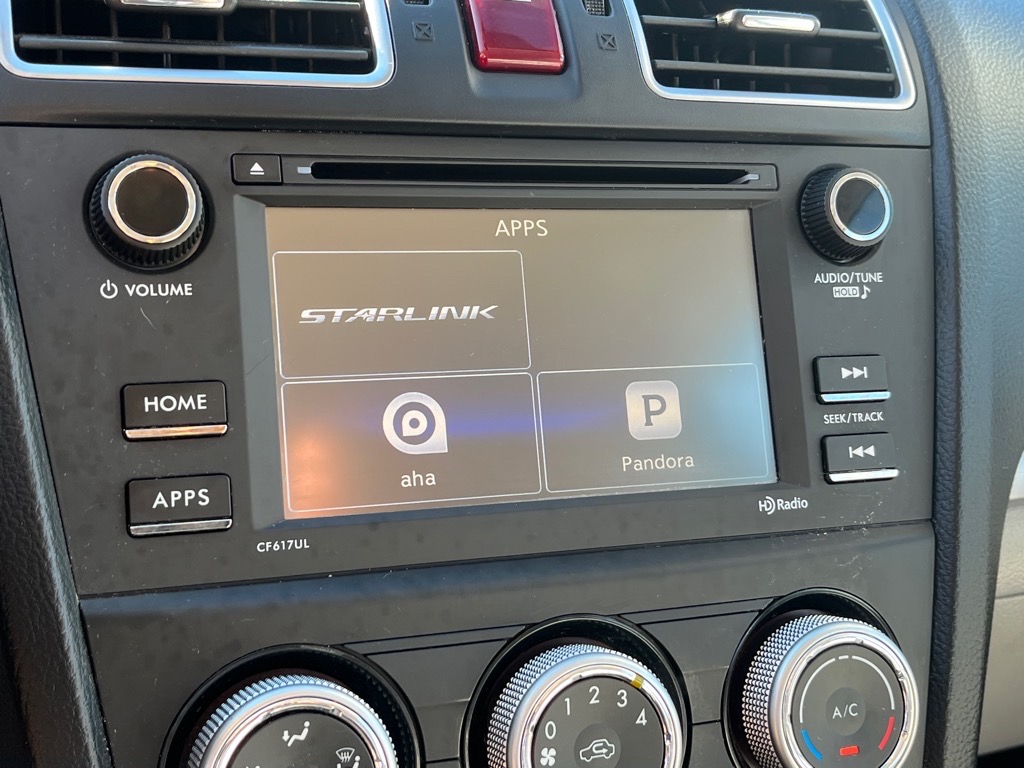 APPS
VOLUME
AUDIO/TUNE
HOLD
STARLINK
HOME
SEEK/TRACK
aha
P
Pandora
APPS
HD Radio
CF617UL
0 1 2 3 4
A/C